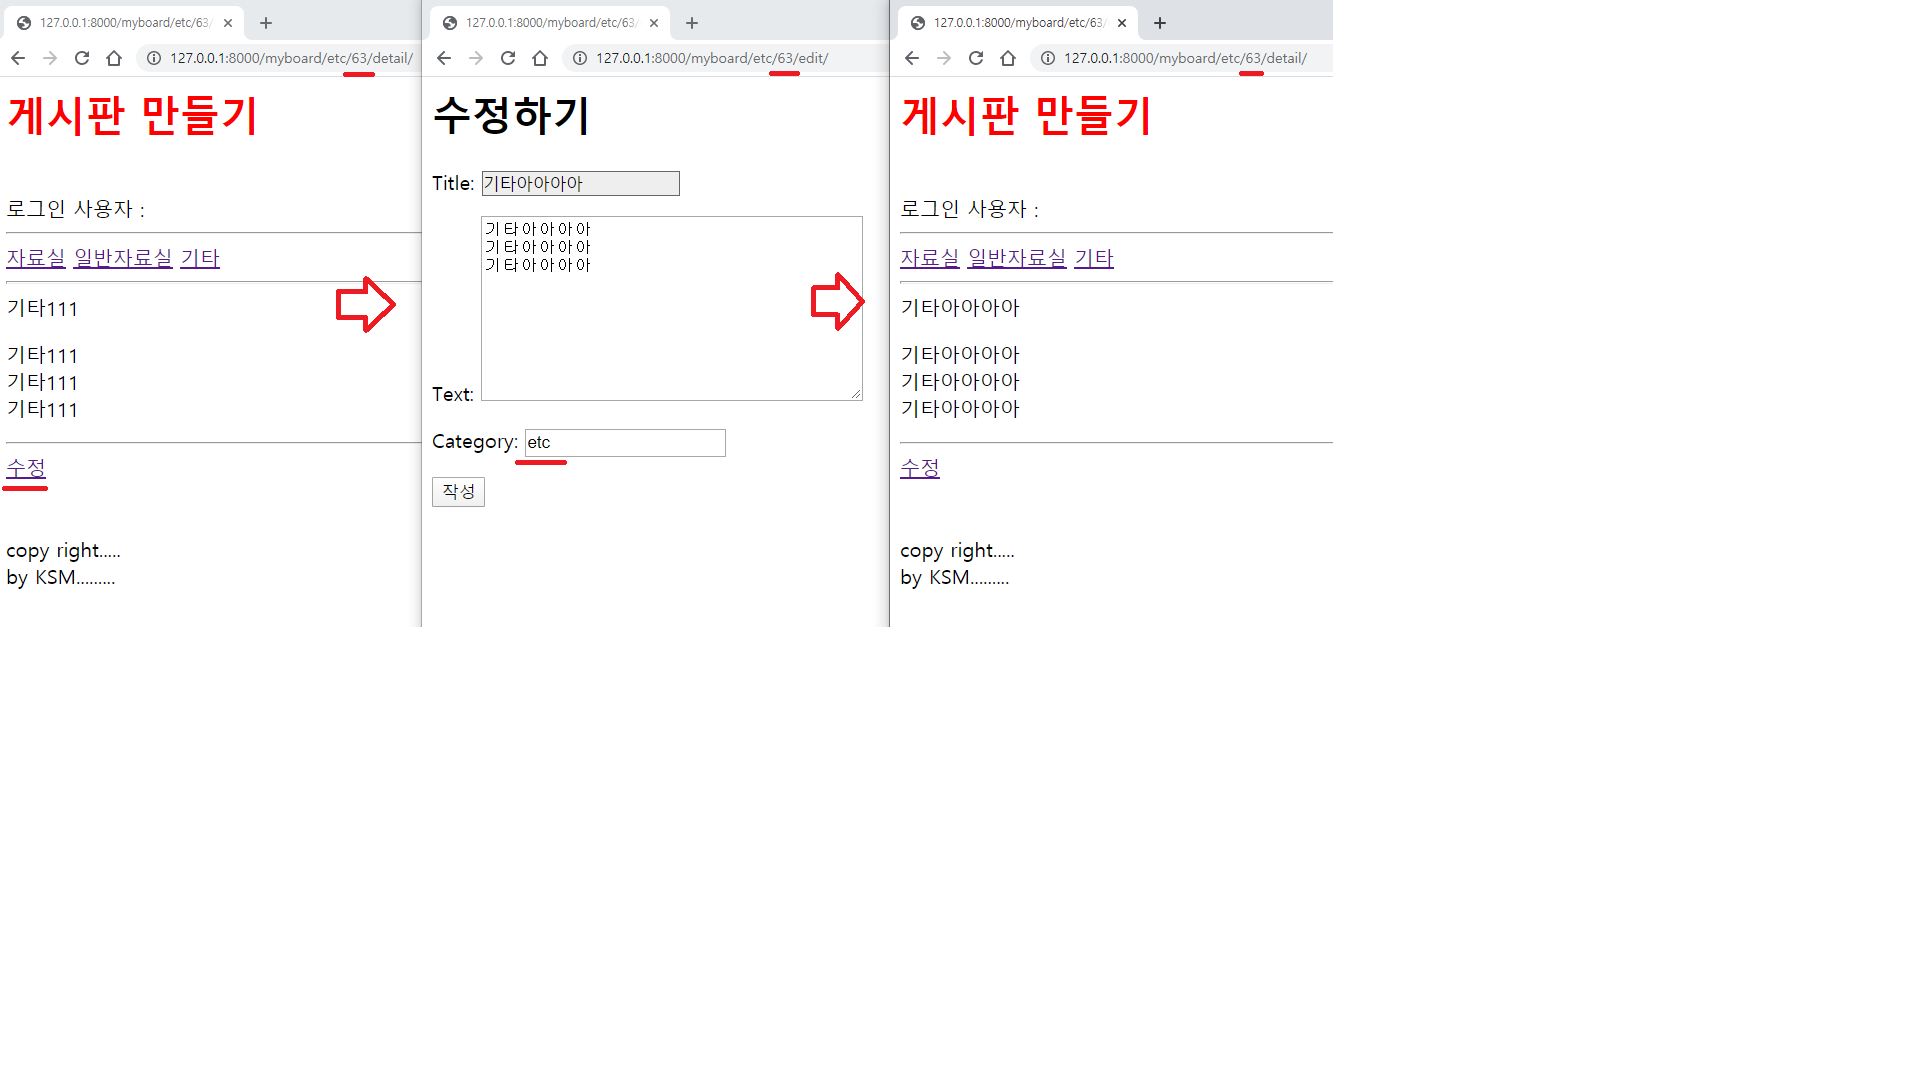 127.0.0.1:8000/myboard/etc/63/
127.0.0.1:8000/myboard/etc/63/detail/
게시판 만들기
로그인 사용자 :
자료실 일반자료실 기타
기타111
기타111
기타111
기타111
수정
copy right.....
by KSM.........
127.0.0.1:8000/myboard/etc/63/
127.0.0.1:8000/myboard/etc/63/edit/
수정하기
Title: 기타아아아아
기타아아아아
기타아아아아
기타아아아아
Text:
Category: etc
작성
127.0.0.1:8000/myboard/etc/63/
127.0.0.1:8000/myboard/etc/63/detail/
게시판 만들기
로그인 사용자 :
자료실 일반자료실 기타
기타아아아아
기타아아아아
기타아아아아
기타아아아아
수정
copy right.....
by KSM.........